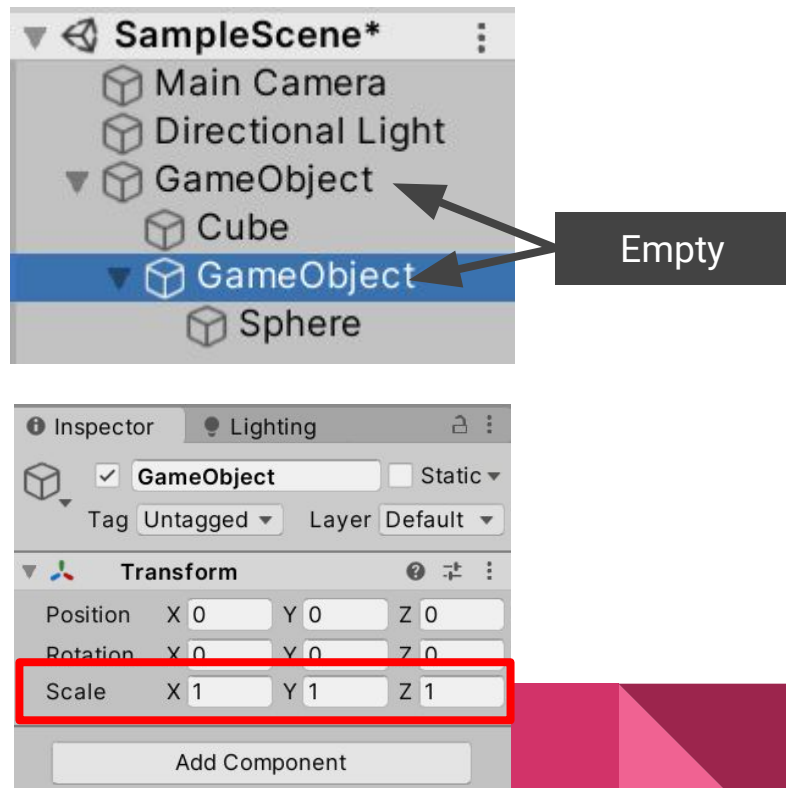 SampleScene*
Main Camera
Directional Light
GameObject
Cube
Empty
GameObject
Sphere
Inspector Lighting
GameObject Static
Tag Untagged Layer Default
Transform
Position X 0 Y 0 Z 0
Rotation X 0 Y 0 Z 0
Scale X 1 Y 1 Z 1
Add Component